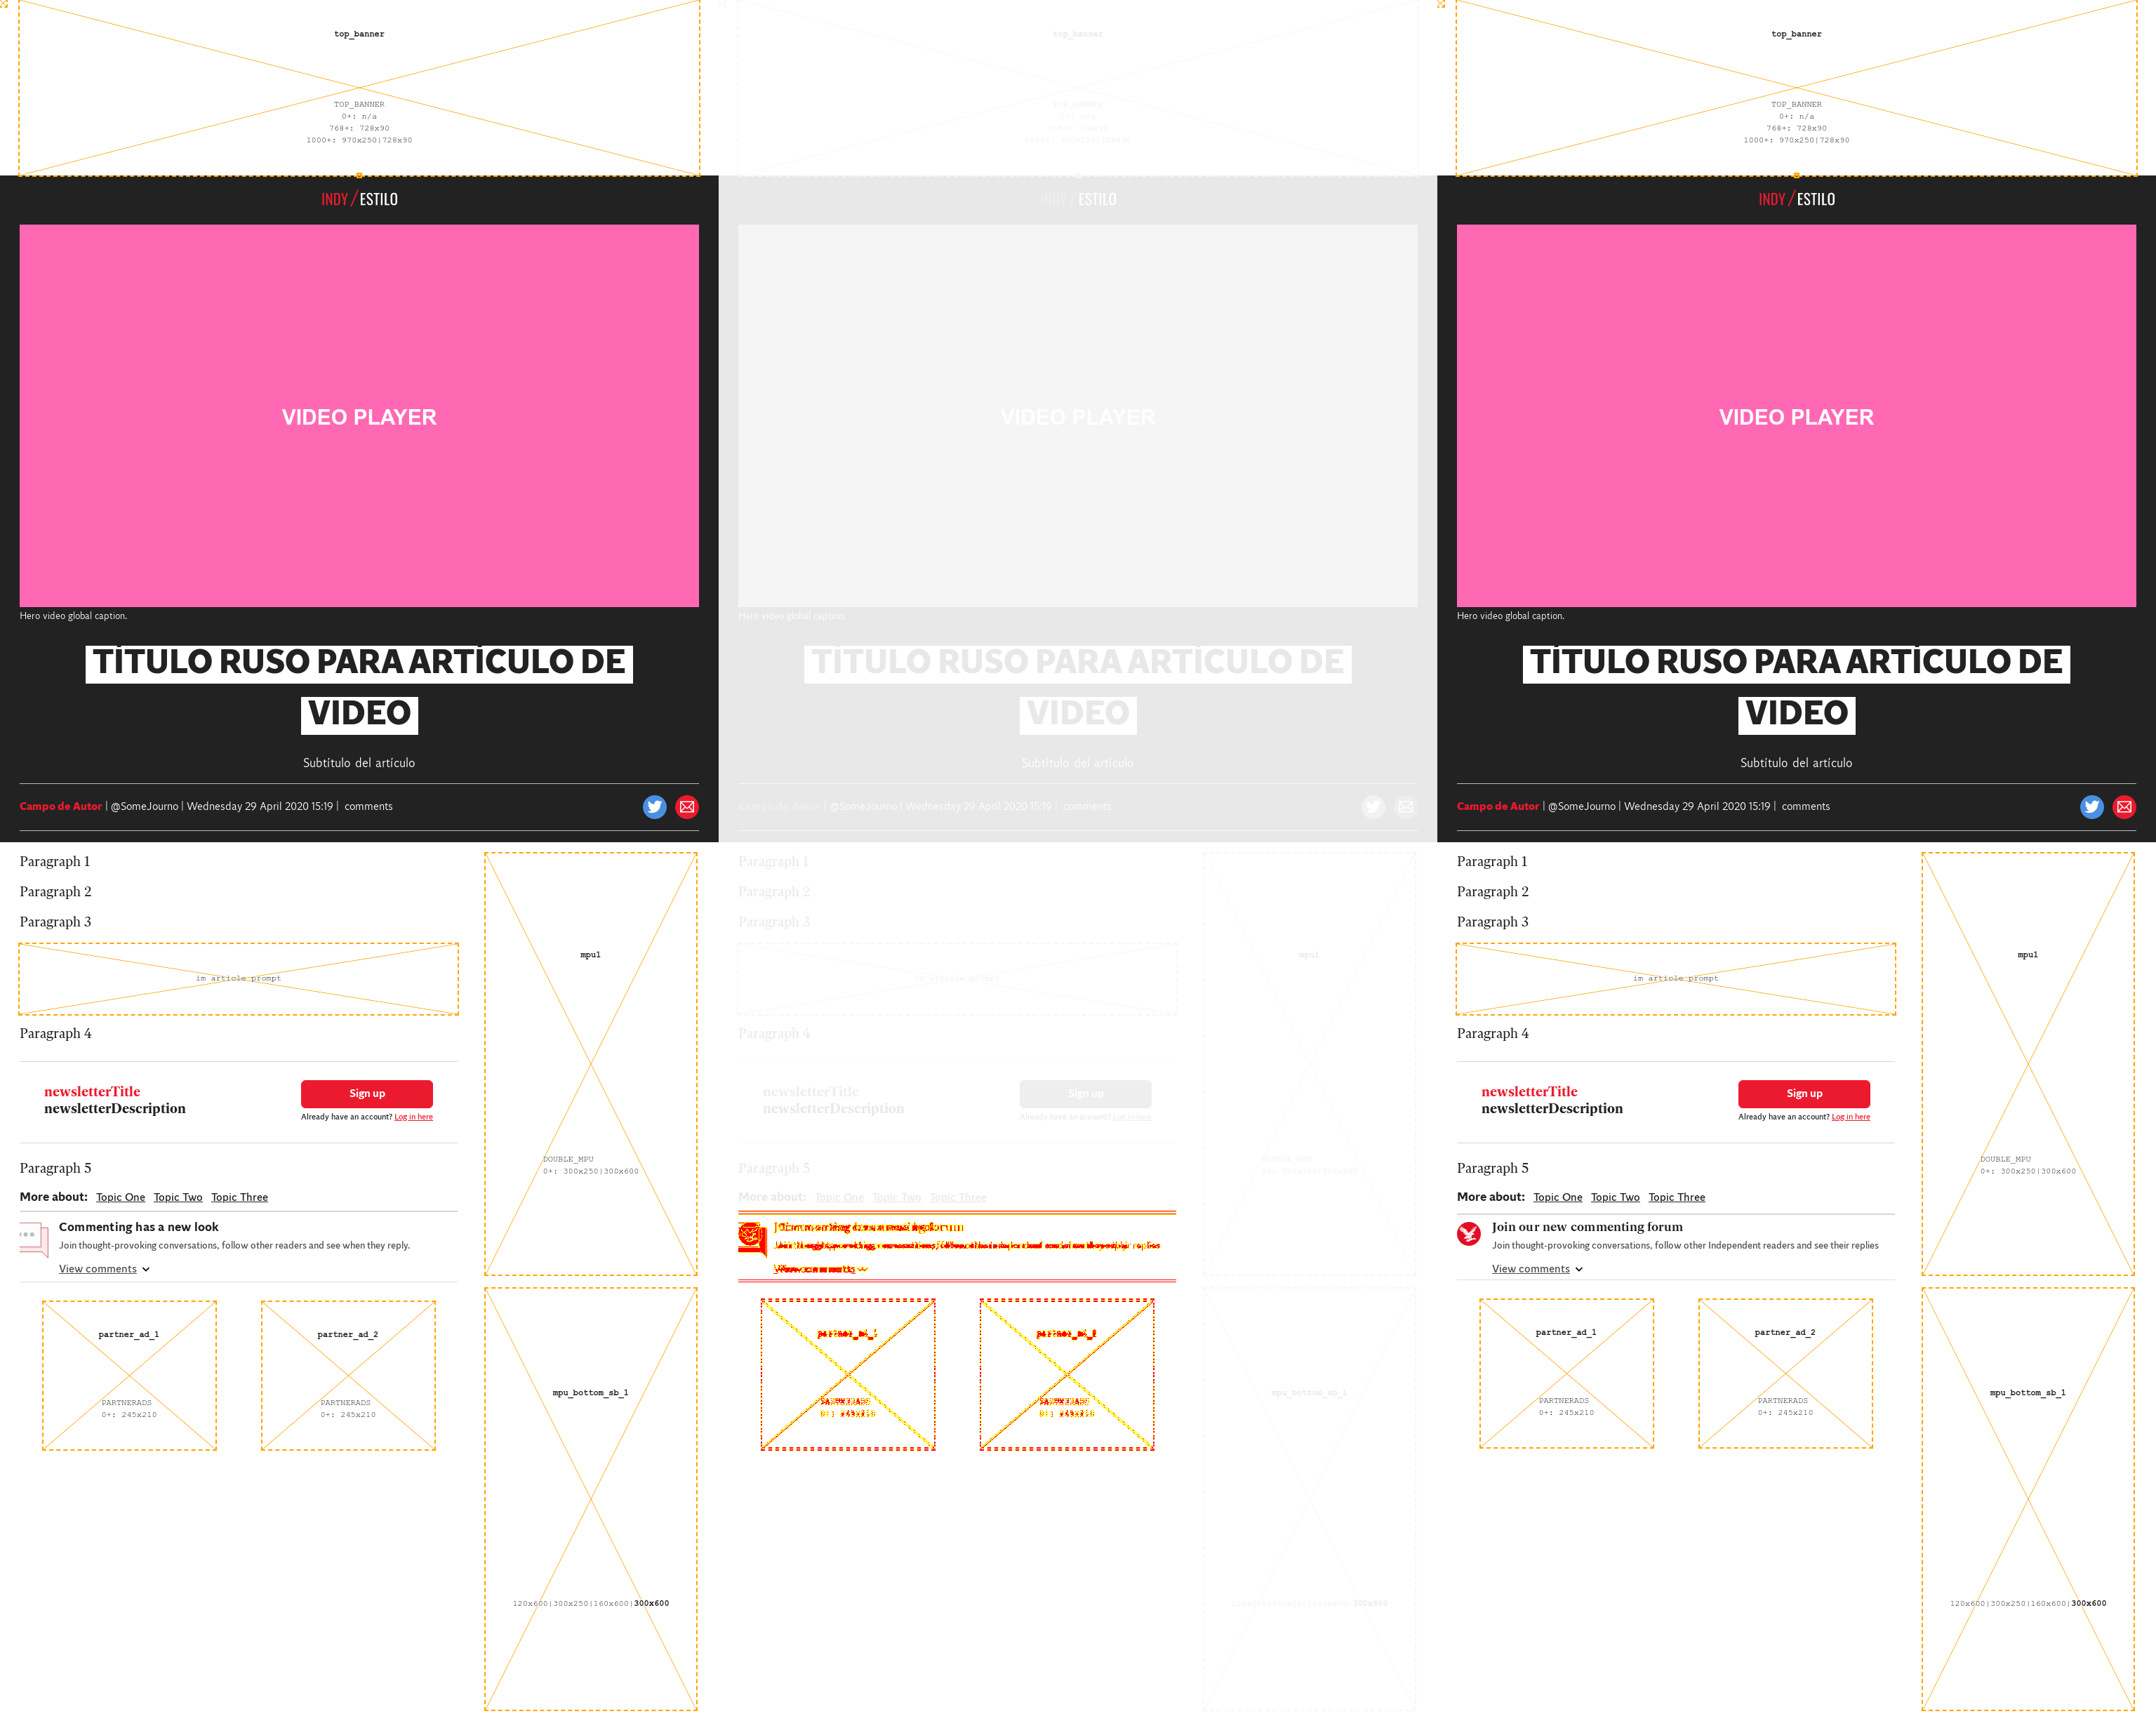 top_banner
TOP_BANNER
0+: n/a
768+: 728x90
1000+: 970x250|728x90
INDY/ESTILO
VIDEO PLAYER
Hero video global caption.
TÍTULO RUSO PARA ARTÍCULO DE
VIDEO
Subtítulo del artículo
Campo de Autor | @SomeJourno | Wednesday 29 April 2020 15:19 | comments
Paragraph 1
Paragraph 2
Paragraph 3
im article prompt
Paragraph 4
newsletterTitle
newsletterDescription
Sign up
Already have an account? Log in here
Paragraph 5
More about: Topic One Topic Two Topic Three
Commenting has a new look
Join thought-provoking conversations, follow other readers and see when they reply.
View comments
partner_ad_1
PARTNERADS
0+: 245x210
partner_ad_2
PARTNERADS
0+: 245x210
mpu1
DOUBLE_MPU
0+: 300x250|300x600
mpu_bottom_sb_1
120x600|300x250|160x600|300x600
top_banner
TOP_BANNER
0+: n/a
768+: 728x90
1000+: 970x250|728x90
INDY/ESTILO
VIDEO PLAYER
Hero video global caption.
TÍTULO RUSO PARA ARTÍCULO DE
VIDEO
Subtítulo del artículo
Campo de Autor | @SomeJourno | Wednesday 29 April 2020 15:19 | comments
Paragraph 1
Paragraph 2
Paragraph 3
im article prompt
Paragraph 4
newsletterTitle
newsletterDescription
Sign up
Already have an account? Log in here
Paragraph 5
More about: Topic One Topic Two Topic Three
mpu1
DOUBLE_MPU
0+: 300x250|300x600
mpu_bottom_sb_1
120x600|300x250|160x600|300x600
top_banner
TOP_BANNER
0+: n/a
768+: 728x90
1000+: 970x250|728x90
INDY/ESTILO
VIDEO PLAYER
Hero video global caption.
TÍTULO RUSO PARA ARTÍCULO DE
VIDEO
Subtítulo del artículo
Campo de Autor | @SomeJourno | Wednesday 29 April 2020 15:19 | comments
Paragraph 1
Paragraph 2
Paragraph 3
im article prompt
Paragraph 4
newsletterTitle
newsletterDescription
Sign up
Already have an account? Log in here
Paragraph 5
More about: Topic One Topic Two Topic Three
Join our new commenting forum
Join thought-provoking conversations, follow other Independent readers and see their replies
View comments
partner_ad_1
PARTNERADS
0+: 245x210
partner_ad_2
PARTNERADS
0+: 245x210
mpu1
DOUBLE_MPU
0+: 300x250|300x600
mpu_bottom_sb_1
120x600|300x250|160x600|300x600